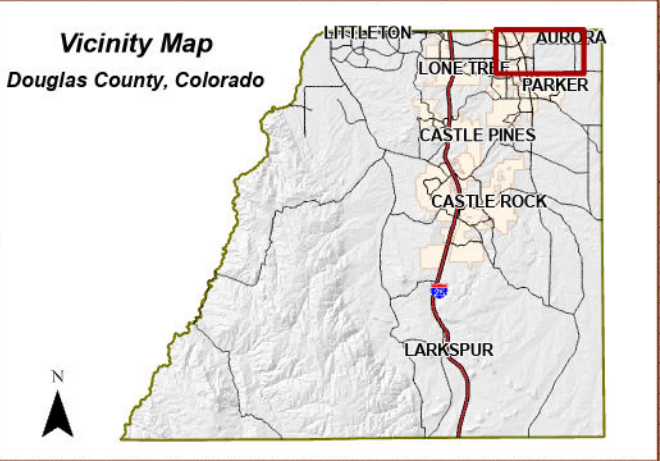 Vicinity Map
Douglas County, Colorado
LITTLETON
AURORA
LONE TREE
PARKER
CASTLE PINES
CASTLE ROCK
25
LARKSPUR
N